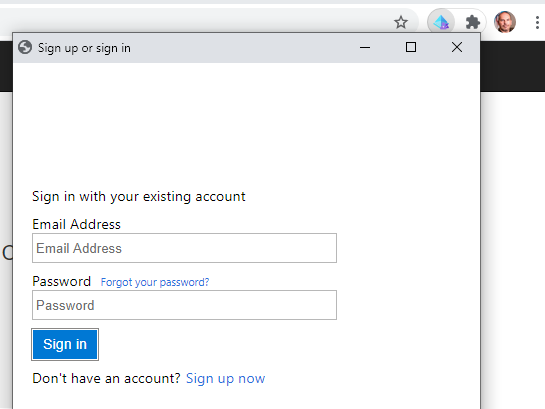 Sign up or sign in
Sign in with your existing account
Email Address
Email Address
Password Forgot your password?
Password
Sign in
Don't have an account? Sign up now